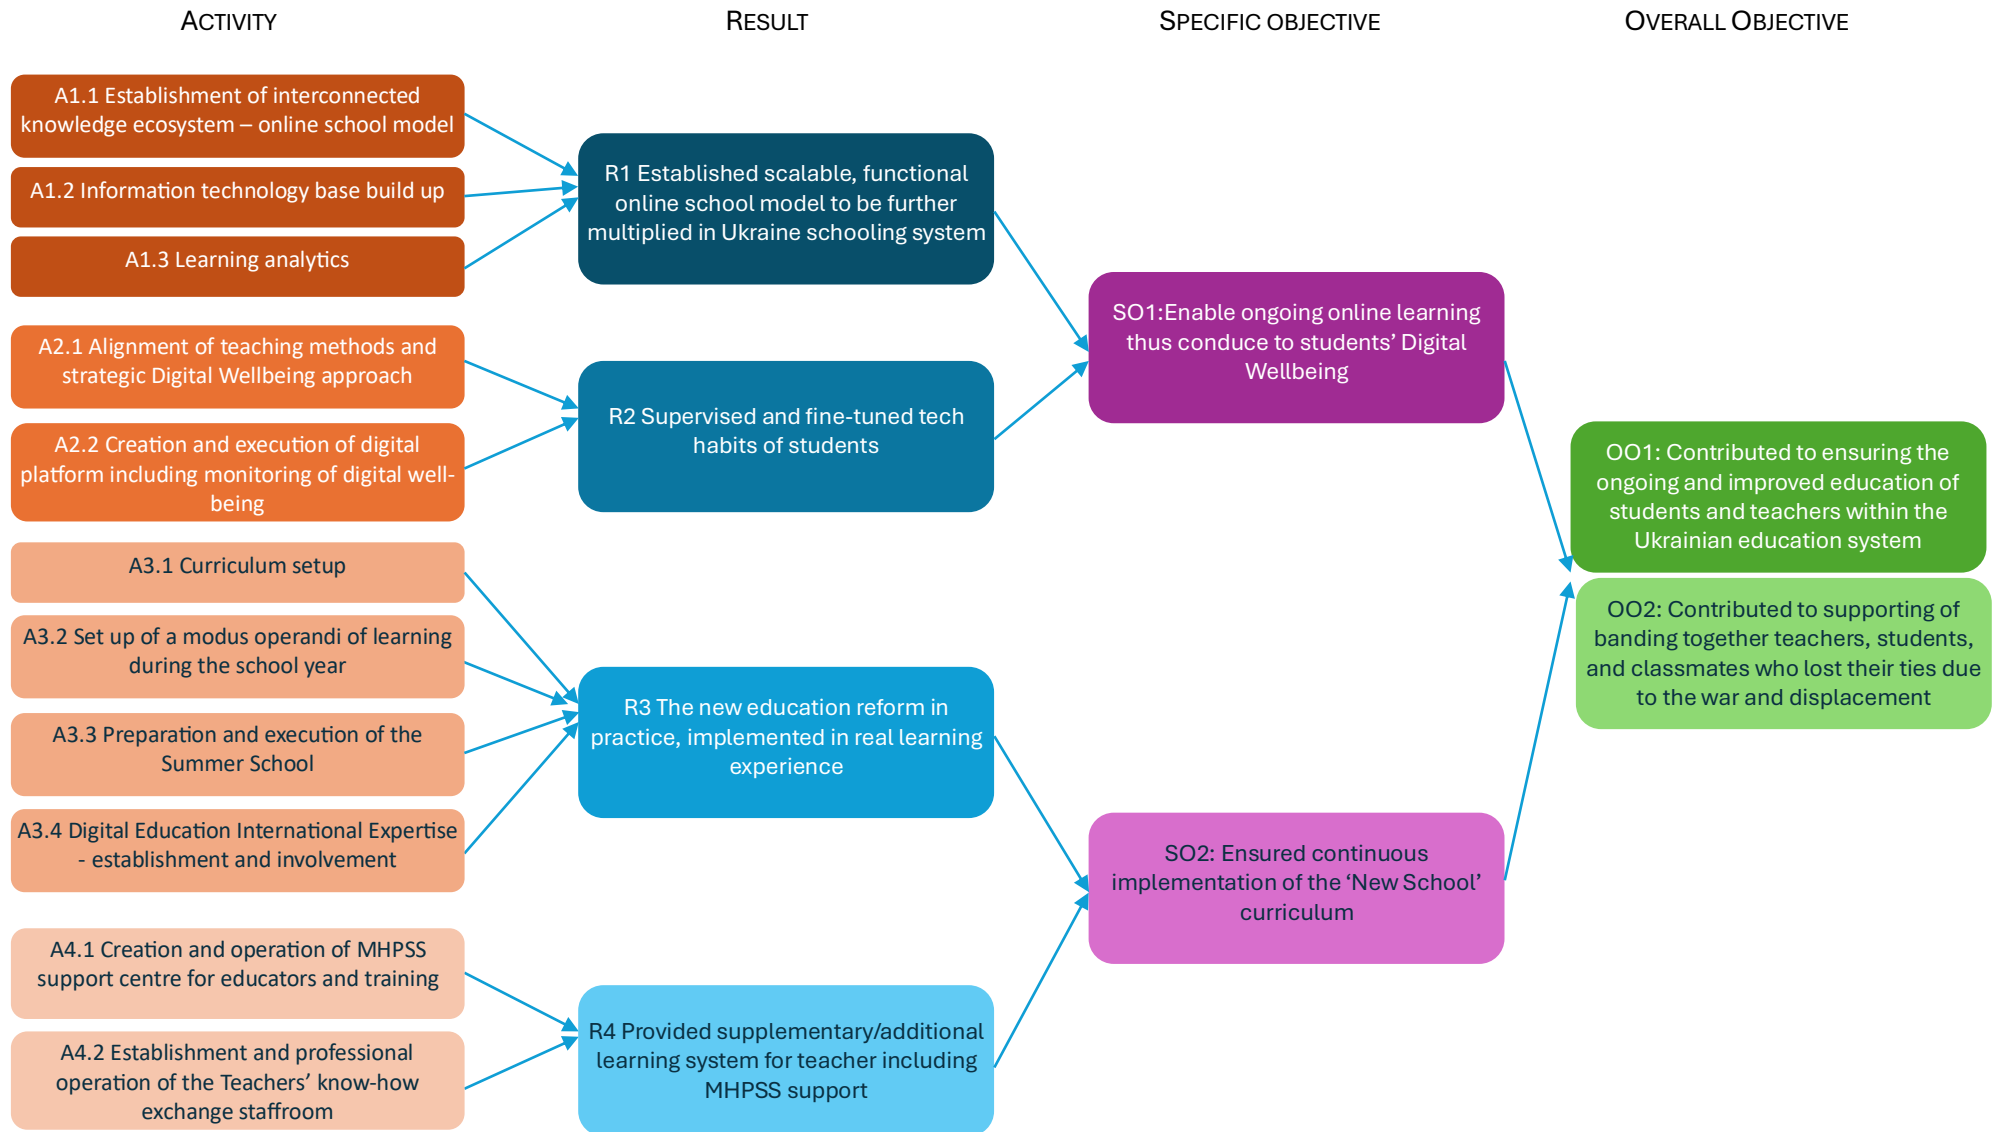 ACTIVITY
RESULT
SPECIFIC OBJECTIVE
OVERALL OBJECTIVE
A1.1 Establishment of interconnected
knowledge ecosystem – online school model
A1.2 Information technology base build up
A1.3 Learning analytics
A2.1 Alignment of teaching methods and
strategic Digital Wellbeing approach
A2.2 Creation and execution of digital
platform including monitoring of digital well-
being
A3.1 Curriculum setup
A3.2 Set up of a modus operandi of learning
during the school year
A3.3 Preparation and execution of the
Summer School
A3.4 Digital Education International Expertise
- establishment and involvement
A4.1 Creation and operation of MHPSS
support centre for educators and training
A4.2 Establishment and professional
operation of the Teachers’ know-how
exchange staffroom
R1 Established scalable, functional
online school model to be further
multiplied in Ukraine schooling system
R2 Supervised and fine-tuned tech
habits of students
R3 The new education reform in
practice, implemented in real learning
experience
R4 Provided supplementary/additional
learning system for teacher including
MHPSS support
SO1:Enable ongoing online learning
thus conduce to students’ Digital
Wellbeing
SO2: Ensured continuous
implementation of the ‘New School’
curriculum
OO1: Contributed to ensuring the
ongoing and improved education of
students and teachers within the
Ukrainian education system
OO2: Contributed to supporting of
banding together teachers, students,
and classmates who lost their ties due
to the war and displacement